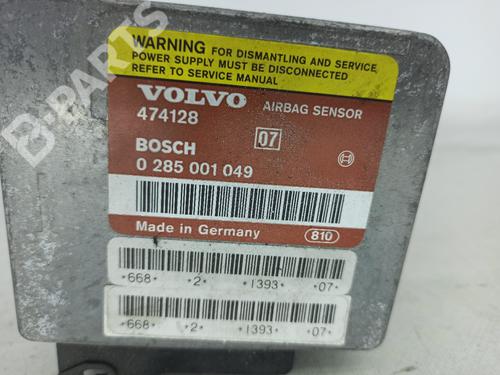 B-PARTS
WARNING FOR DISMANTLING AND SERVICE
POWER SUPPLY MUST BE DISCONNECTED
REFER TO SERVICE MANUAL
VOLVO AIRBAG SENSOR
474128
07
BOSCH
0 285 001 049
Made in Germany 810
*668* *2* *1393* *07*
*668* *2* *1393* *07*